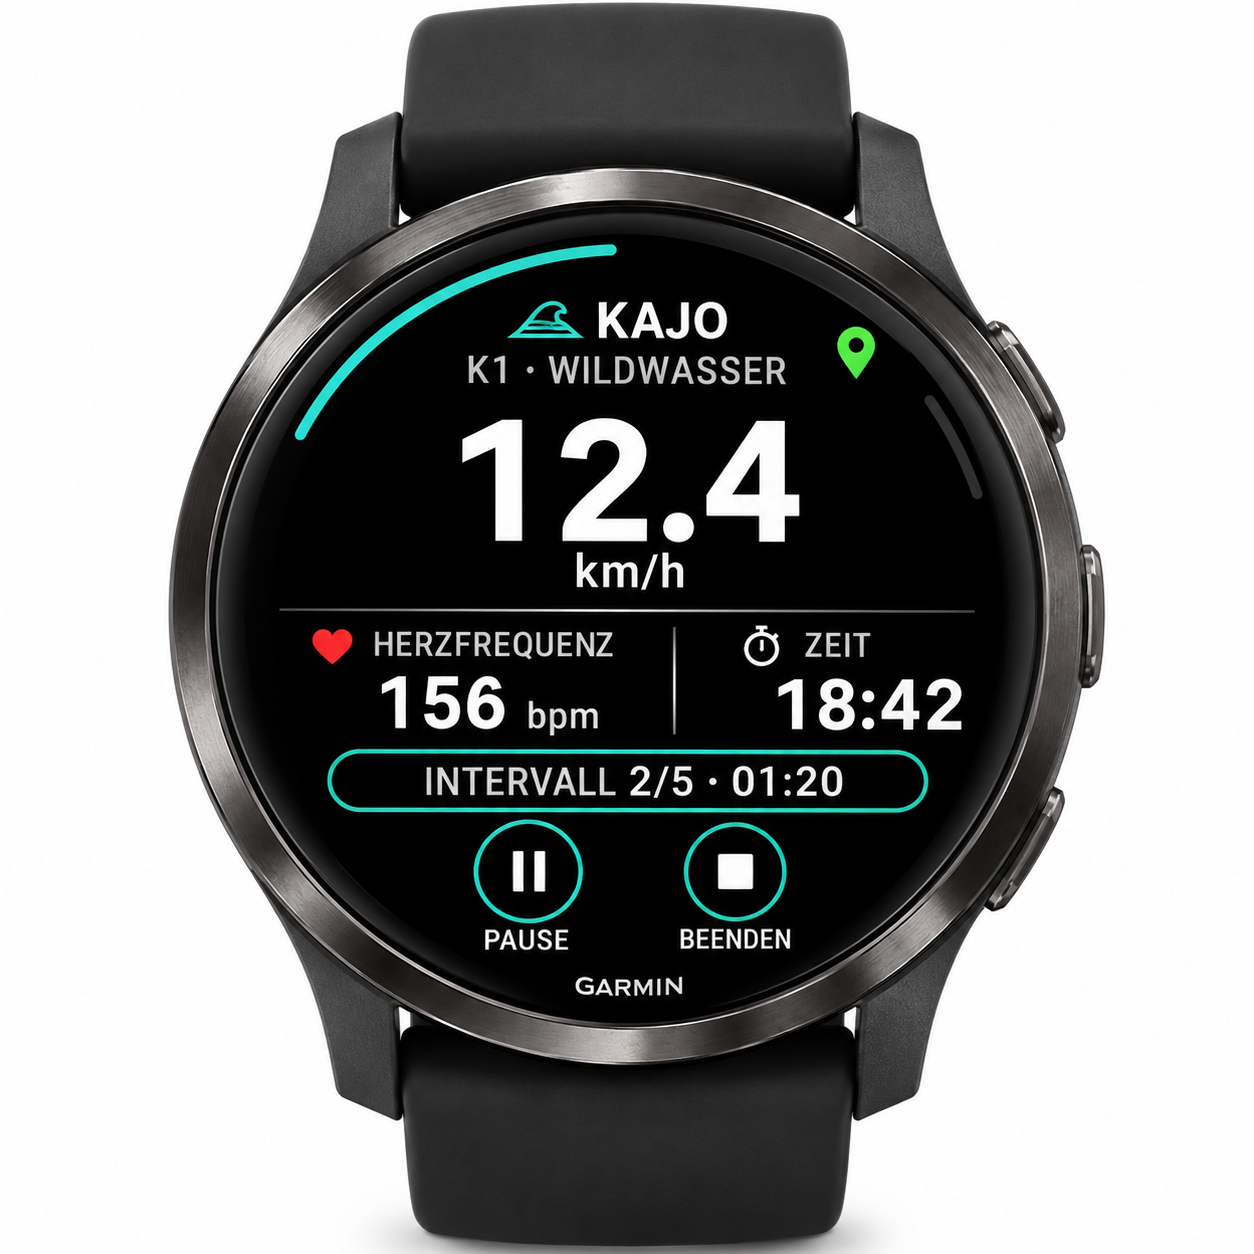 KAJO
K1 · WILDWASSER
12.4
km/h
HERZFREQUENZ
156 bpm
ZEIT
18:42
INTERVALL 2/5 · 01:20
PAUSE
BEENDEN
GARMIN